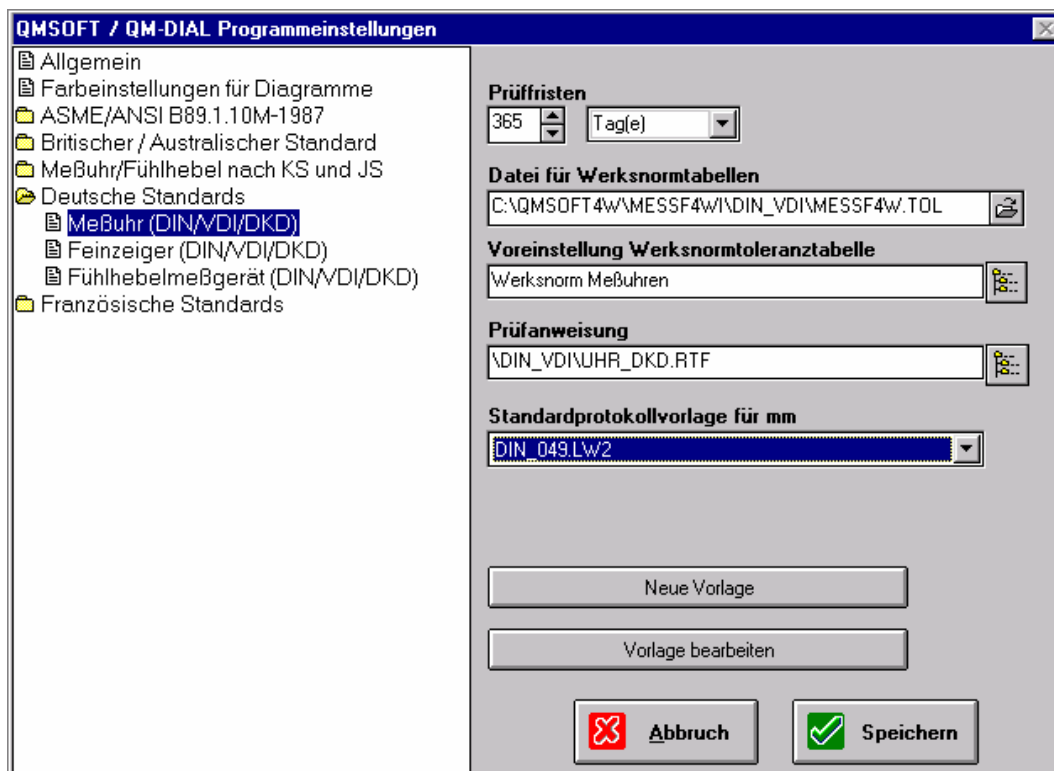 QMSOFT / QM-DIAL Programmeinstellungen
Allgemein
Farbeinstellungen für Diagramme
ASME/ANSI B89.1.10M-1987
Britischer / Australischer Standard
Meßuhr/Fühlhebel nach KS und JS
Deutsche Standards
Meßuhr (DIN/VDI/DKD)
Feinzeiger (DIN/VDI/DKD)
Fühlhebelmeßgerät (DIN/VDI/DKD)
Französische Standards
Prüffristen
365 Tag(e)
Datei für Werksnormtabellen
C:\QMSOFT4W\MESSF4WI\DIN_VDI\MESSF4W.TOL
Voreinstellung Werksnormtoleranztabelle
Werksnorm Meßuhren
Prüfanweisung
\DIN_VDI\UHR_DKD.RTF
Standardprotokollvorlage für mm
DIN_049.LW2
Neue Vorlage
Vorlage bearbeiten
Abbruch Speichern